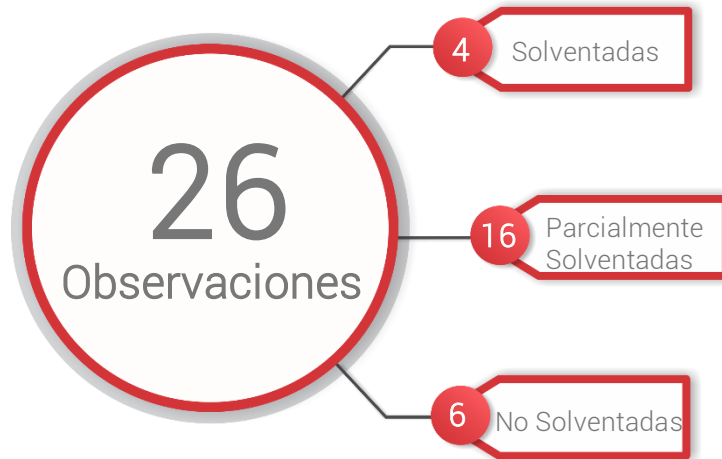 26
Observaciones
4
Solventadas
16
Parcialmente
Solventadas
6
No Solventadas